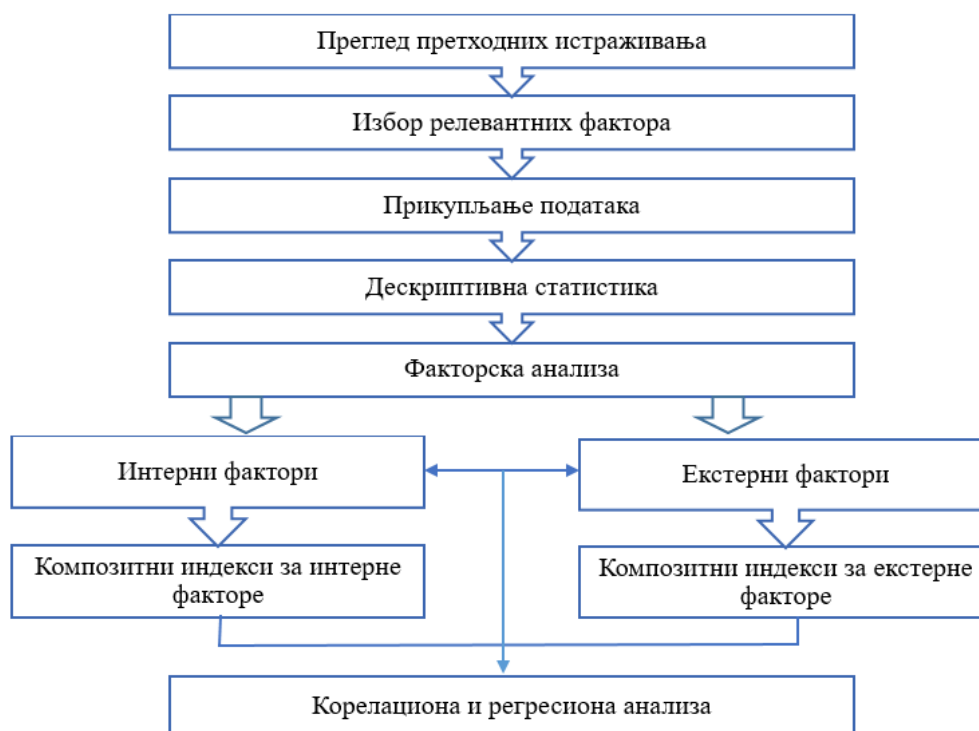 Преглед претходних истраживања
Избор релевантних фактора
Прикупљање података
Дескриптивна статистика
Факторска анализа
Интерни фактори
Екстерни фактори
Композитни индекси за интерне
факторе
Композитни индекси за екстерне
факторе
Корелациона и регресиона анализа